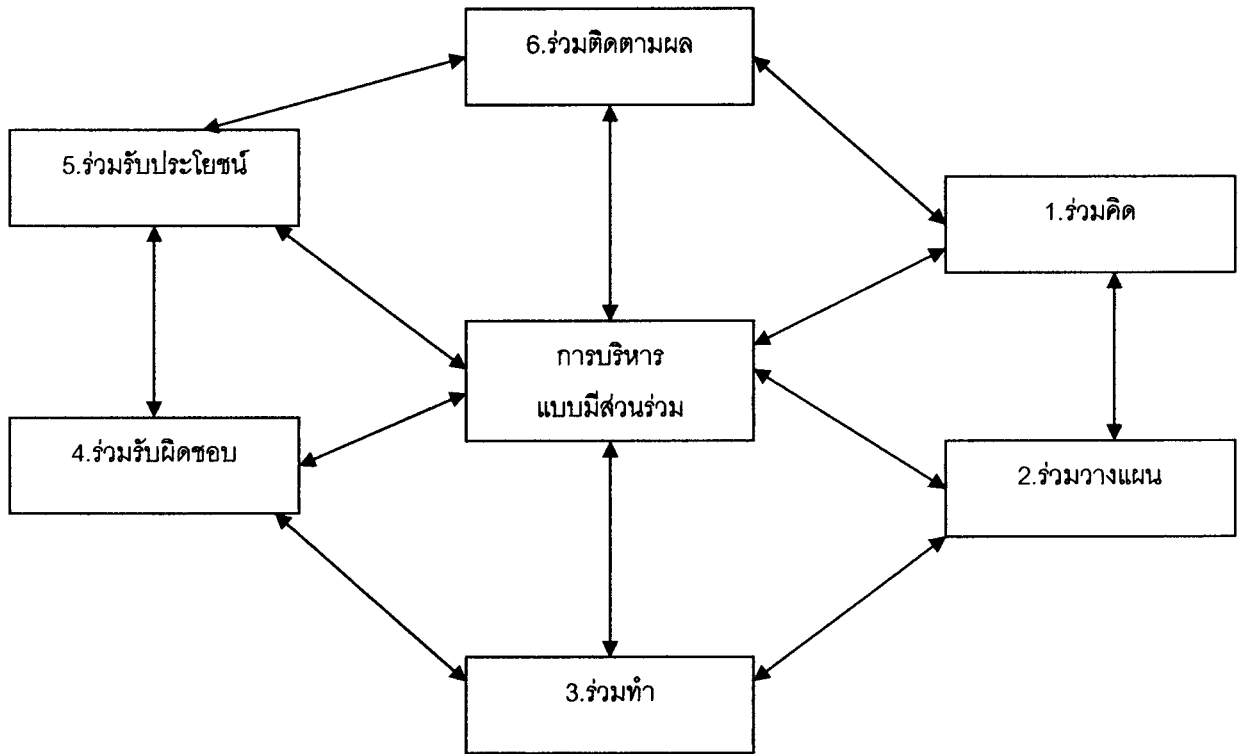 6.ร่วมติดตามผล
5.ร่วมรับประโยชน์
1.ร่วมคิด
การบริหาร
แบบมีส่วนร่วม
4.ร่วมรับผิดชอบ
2.ร่วมวางแผน
3.ร่วมทำ